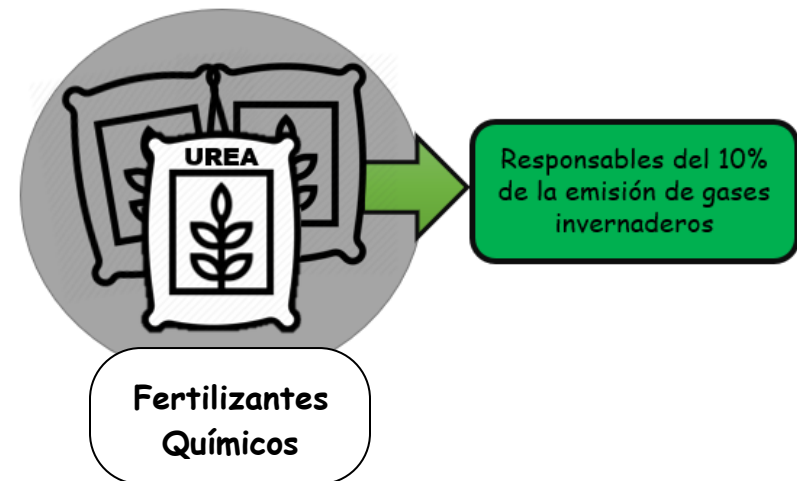 UREA
Responsables del 10%
de la emisión de gases
invernaderos
Fertilizantes
Químicos